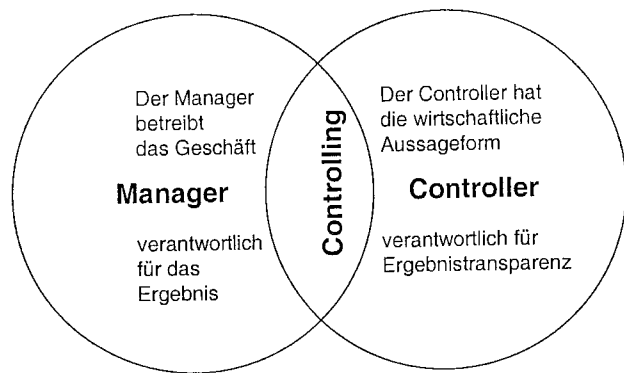 Der Manager
betreibt
das Geschäft
Manager
verantwortlich
für das
Ergebnis
Controlling
Der Controller hat
die wirtschaftliche
Aussageform
Controller
verantwortlich für
Ergebnistransparenz